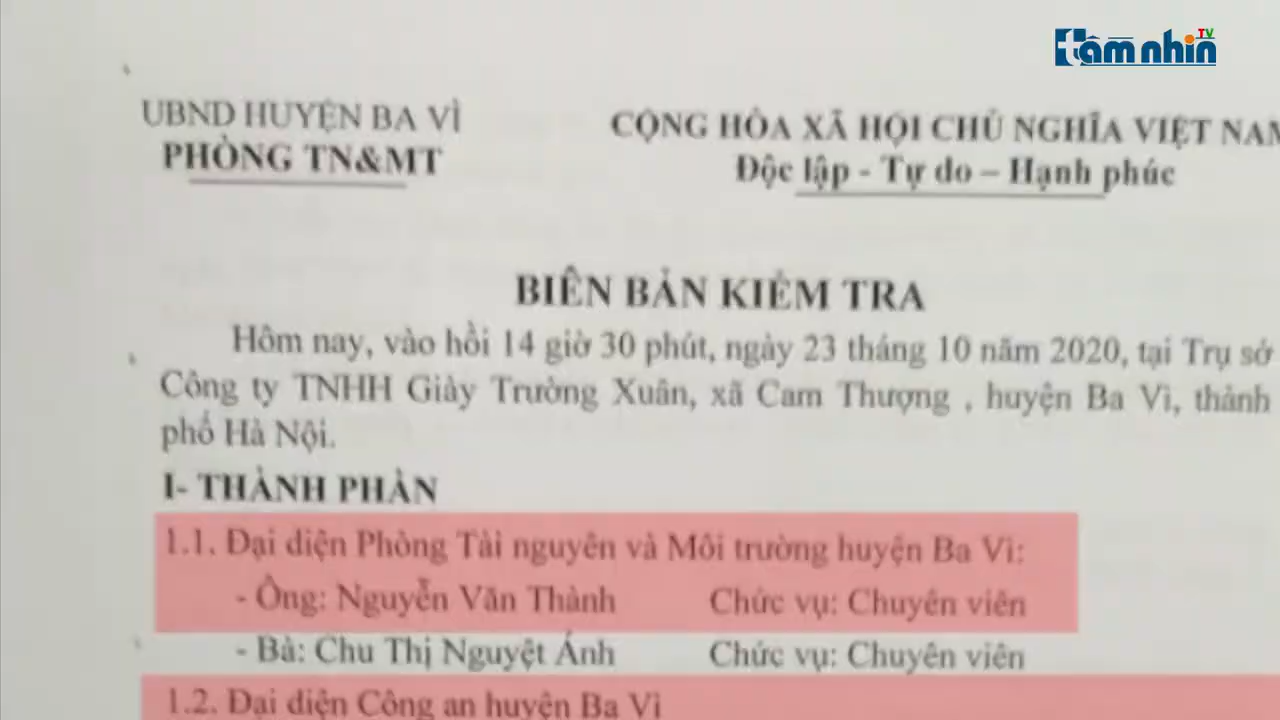 tâm nhìn TV
UBND HUYỆN BA VÌ
PHÒNG TN&MT
CỘNG HÒA XÃ HỘI CHỦ NGHĨA VIỆT NAM
Độc lập - Tự do – Hạnh phúc
BIÊN BẢN KIỂM TRA
Hôm nay, vào hồi 14 giờ 30 phút, ngày 23 tháng 10 năm 2020, tại Trụ sở
Công ty TNHH Giày Trường Xuân, xã Cam Thượng , huyện Ba Vì, thành
phố Hà Nội.
I- THÀNH PHẦN
1.1. Đại diện Phòng Tài nguyên và Môi trường huyện Ba Vì:
- Ông: Nguyễn Văn Thành Chức vụ: Chuyên viên
- Bà: Chu Thị Nguyệt Ánh Chức vụ: Chuyên viên
1.2. Đại diện Công an huyện Ba Vì